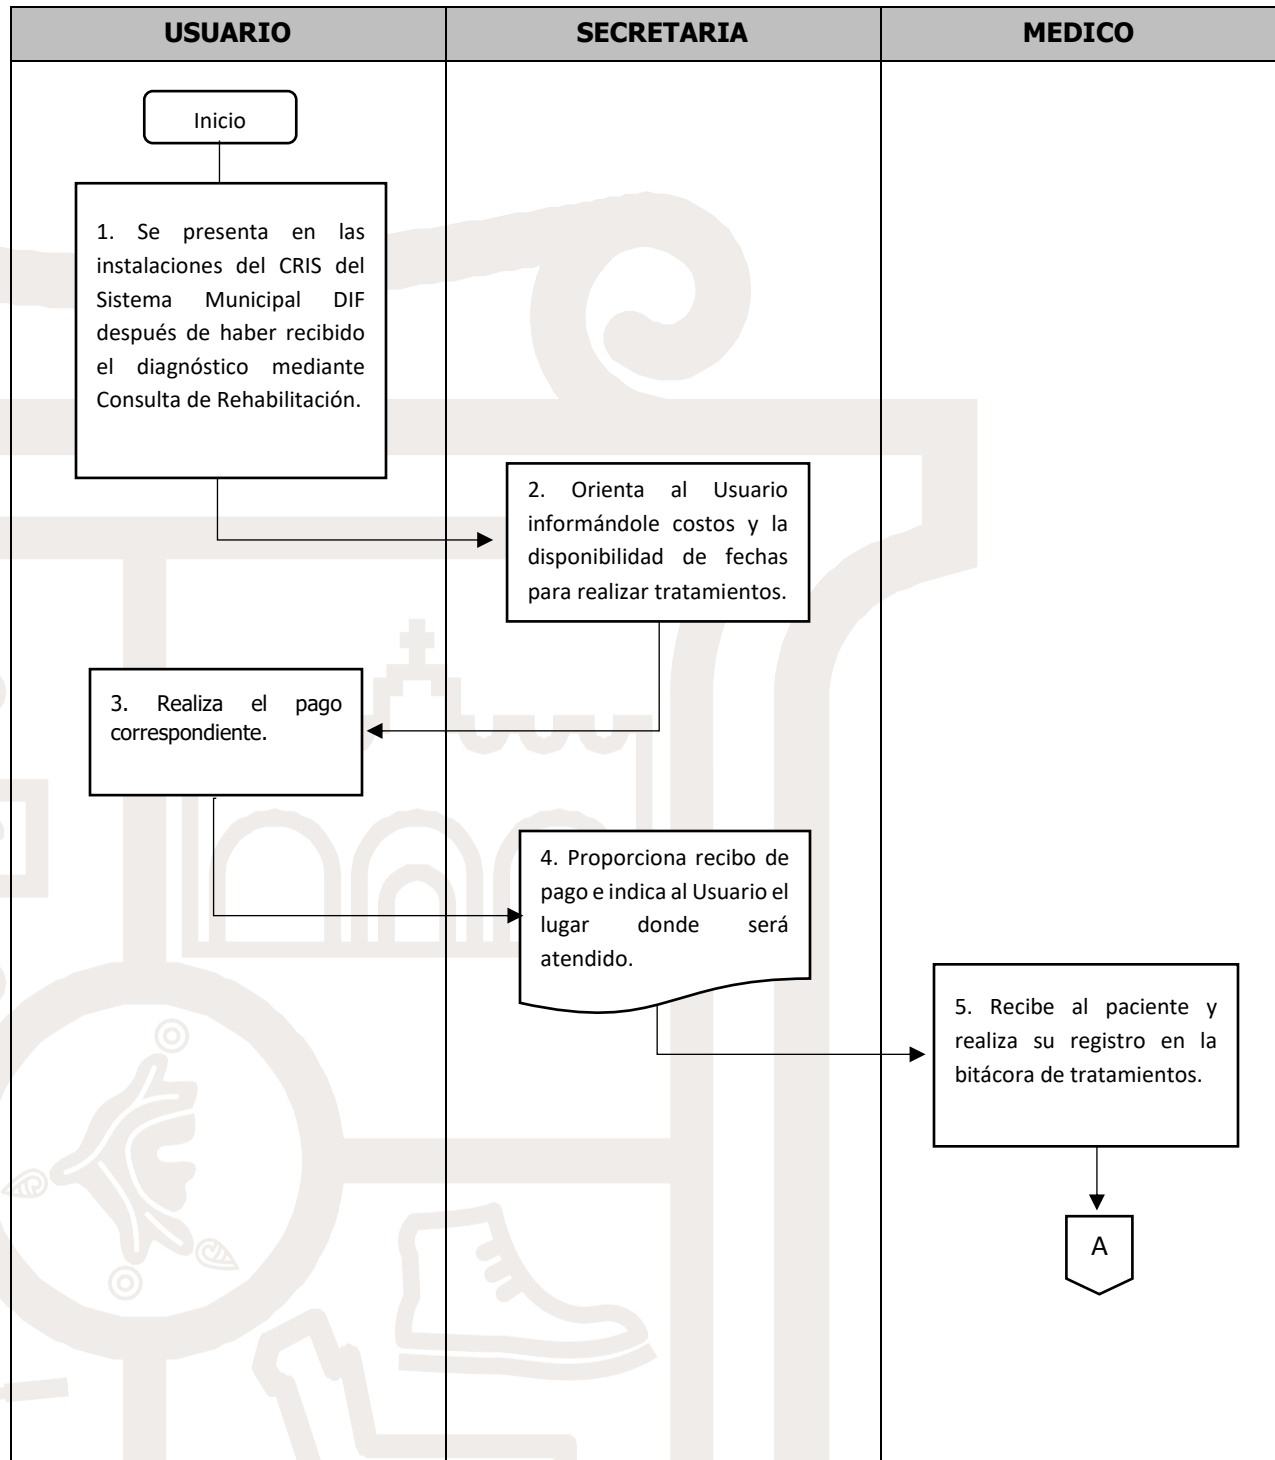 USUARIO SECRETARIA MEDICO
Inicio
1. Se presenta en las
instalaciones del CRIS del
Sistema Municipal DIF
después de haber recibido
el diagnóstico mediante
Consulta de Rehabilitación.
2. Orienta al Usuario
informándole costos y la
disponibilidad de fechas
para realizar tratamientos.
3. Realiza el pago
correspondiente.
4. Proporciona recibo de
pago e indica al Usuario el
lugar donde será
atendido.
5. Recibe al paciente y
realiza su registro en la
bitácora de tratamientos.
A